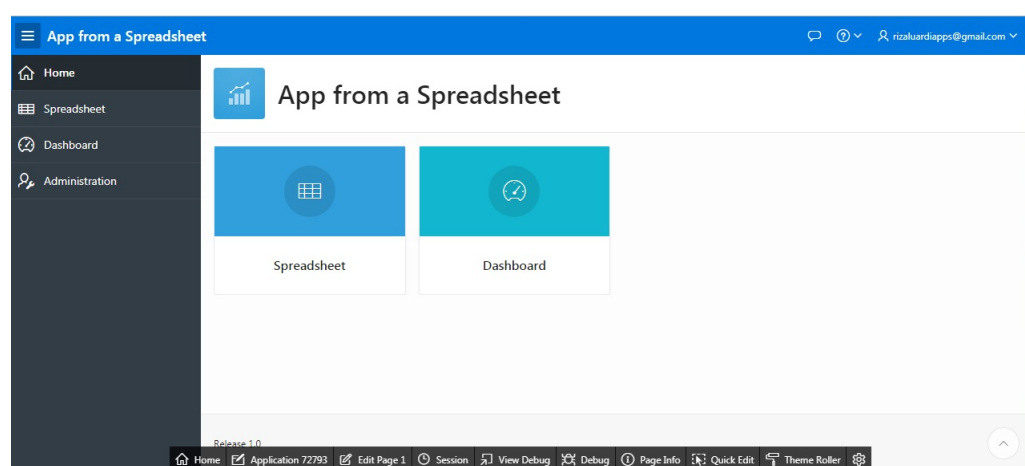 App from a Spreadsheet
rizaluardiapps@gmail.com
Home
Spreadsheet
Dashboard
Administration
App from a Spreadsheet
Spreadsheet
Dashboard
Release 1.0
Home Application 72793 Edit Page 1 Session View Debug Debug Page Info Quick Edit Theme Roller